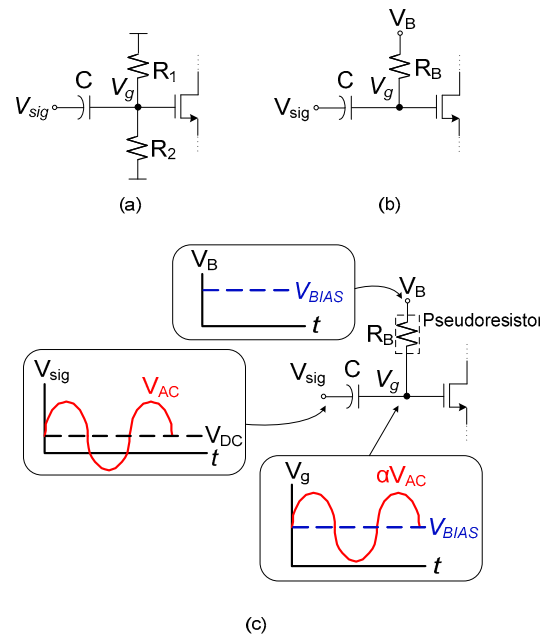 V_B
C
V_g
R_1
V_sig
R_2
(a)
C
V_g
R_B
V_sig
(b)
V_B
V_BIAS
t
V_B
Pseudoresistor
R_B
V_sig
V_AC
V_DC
t
V_sig
C
V_g
V_g
αV_AC
V_BIAS
t
(c)